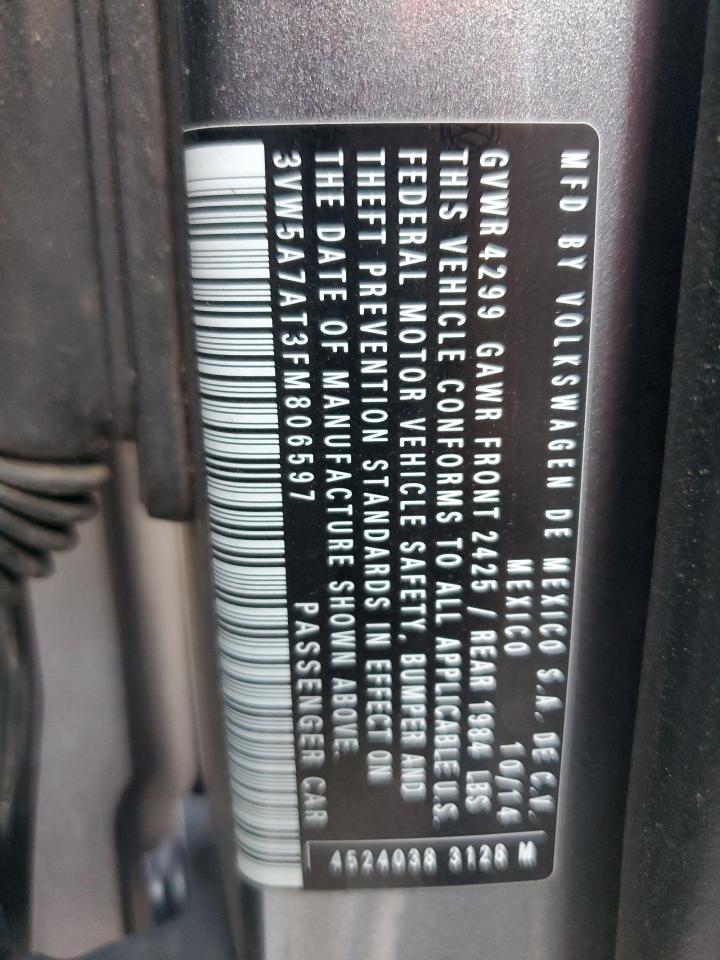 MFD BY VOLKSWAGEN DE MEXICO S.A. DE C.V.
MEXICO 10/14
GVWR 4299 GAWR FRONT 2425 / REAR 1984 LBS
THIS VEHICLE CONFORMS TO ALL APPLICABLE U.S.
FEDERAL MOTOR VEHICLE SAFETY, BUMPER AND
THEFT PREVENTION STANDARDS IN EFFECT ON
THE DATE OF MANUFACTURE SHOWN ABOVE.
3VW5A7AT3FM806597 PASSENGER CAR
4524038 3128 M